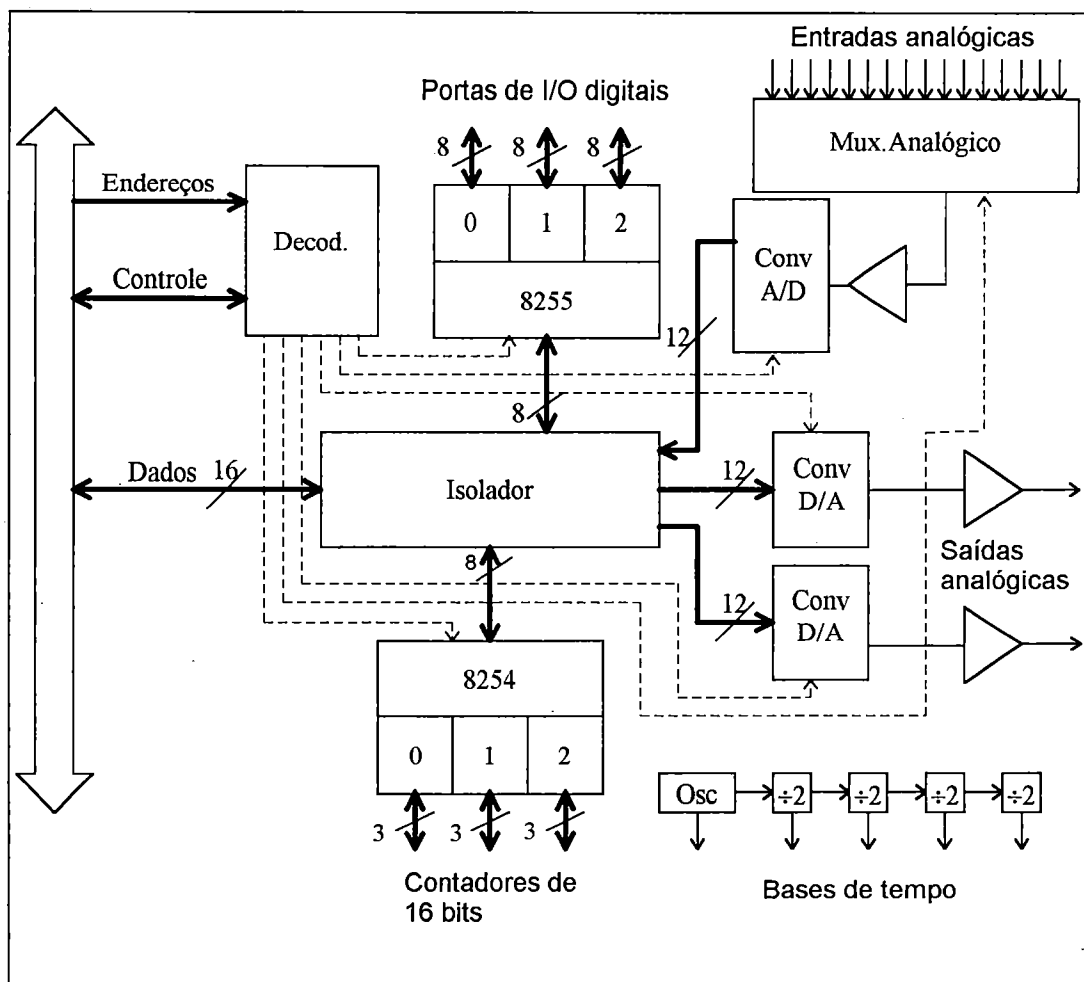 Entradas analógicas
Portas de I/O digitais
Mux.Analógico
8 8 8
Endereços
Decod.
0 1 2
Conv
A/D
Controle
8255
12
8
Dados 16
Isolador
12
Conv
D/A
Saídas
analógicas
8
12
Conv
D/A
8254
0 1 2
Osc ÷2 ÷2 ÷2 ÷2
3 3 3
Contadores de
16 bits
Bases de tempo